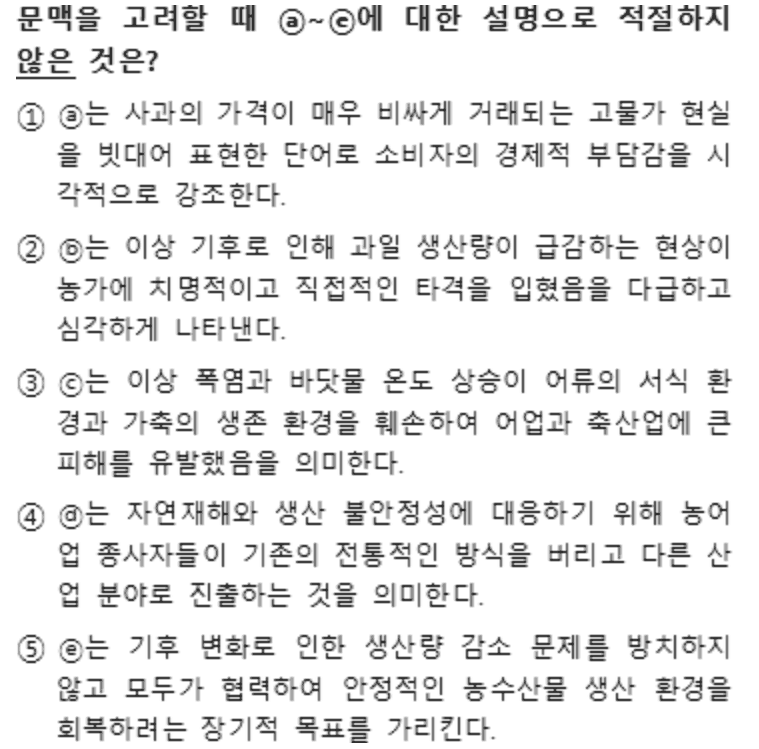 문맥을 고려할 때 ⓐ~ⓔ에 대한 설명으로 적절하지
않은 것은?
① ⓐ는 사과의 가격이 매우 비싸게 거래되는 고물가 현실
을 빗대어 표현한 단어로 소비자의 경제적 부담감을 시
각적으로 강조한다.
② ⓑ는 이상 기후로 인해 과일 생산량이 급감하는 현상이
농가에 치명적이고 직접적인 타격을 입혔음을 다급하고
심각하게 나타낸다.
③ ⓒ는 이상 폭염과 바닷물 온도 상승이 어류의 서식 환
경과 가축의 생존 환경을 훼손하여 어업과 축산업에 큰
피해를 유발했음을 의미한다.
④ ⓓ는 자연재해와 생산 불안정성에 대응하기 위해 농어
업 종사자들이 기존의 전통적인 방식을 버리고 다른 산
업 분야로 진출하는 것을 의미한다.
⑤ ⓔ는 기후 변화로 인한 생산량 감소 문제를 방치하지
않고 모두가 협력하여 안정적인 농수산물 생산 환경을
회복하려는 장기적 목표를 가리킨다.